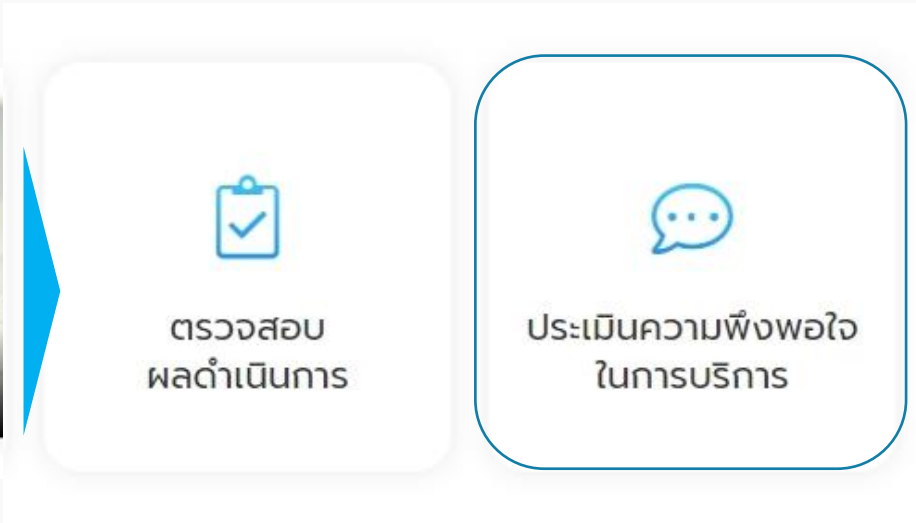 ตรวจสอบ
ผลดำเนินการ
ประเมินความพึงพอใจ
ในการบริการ